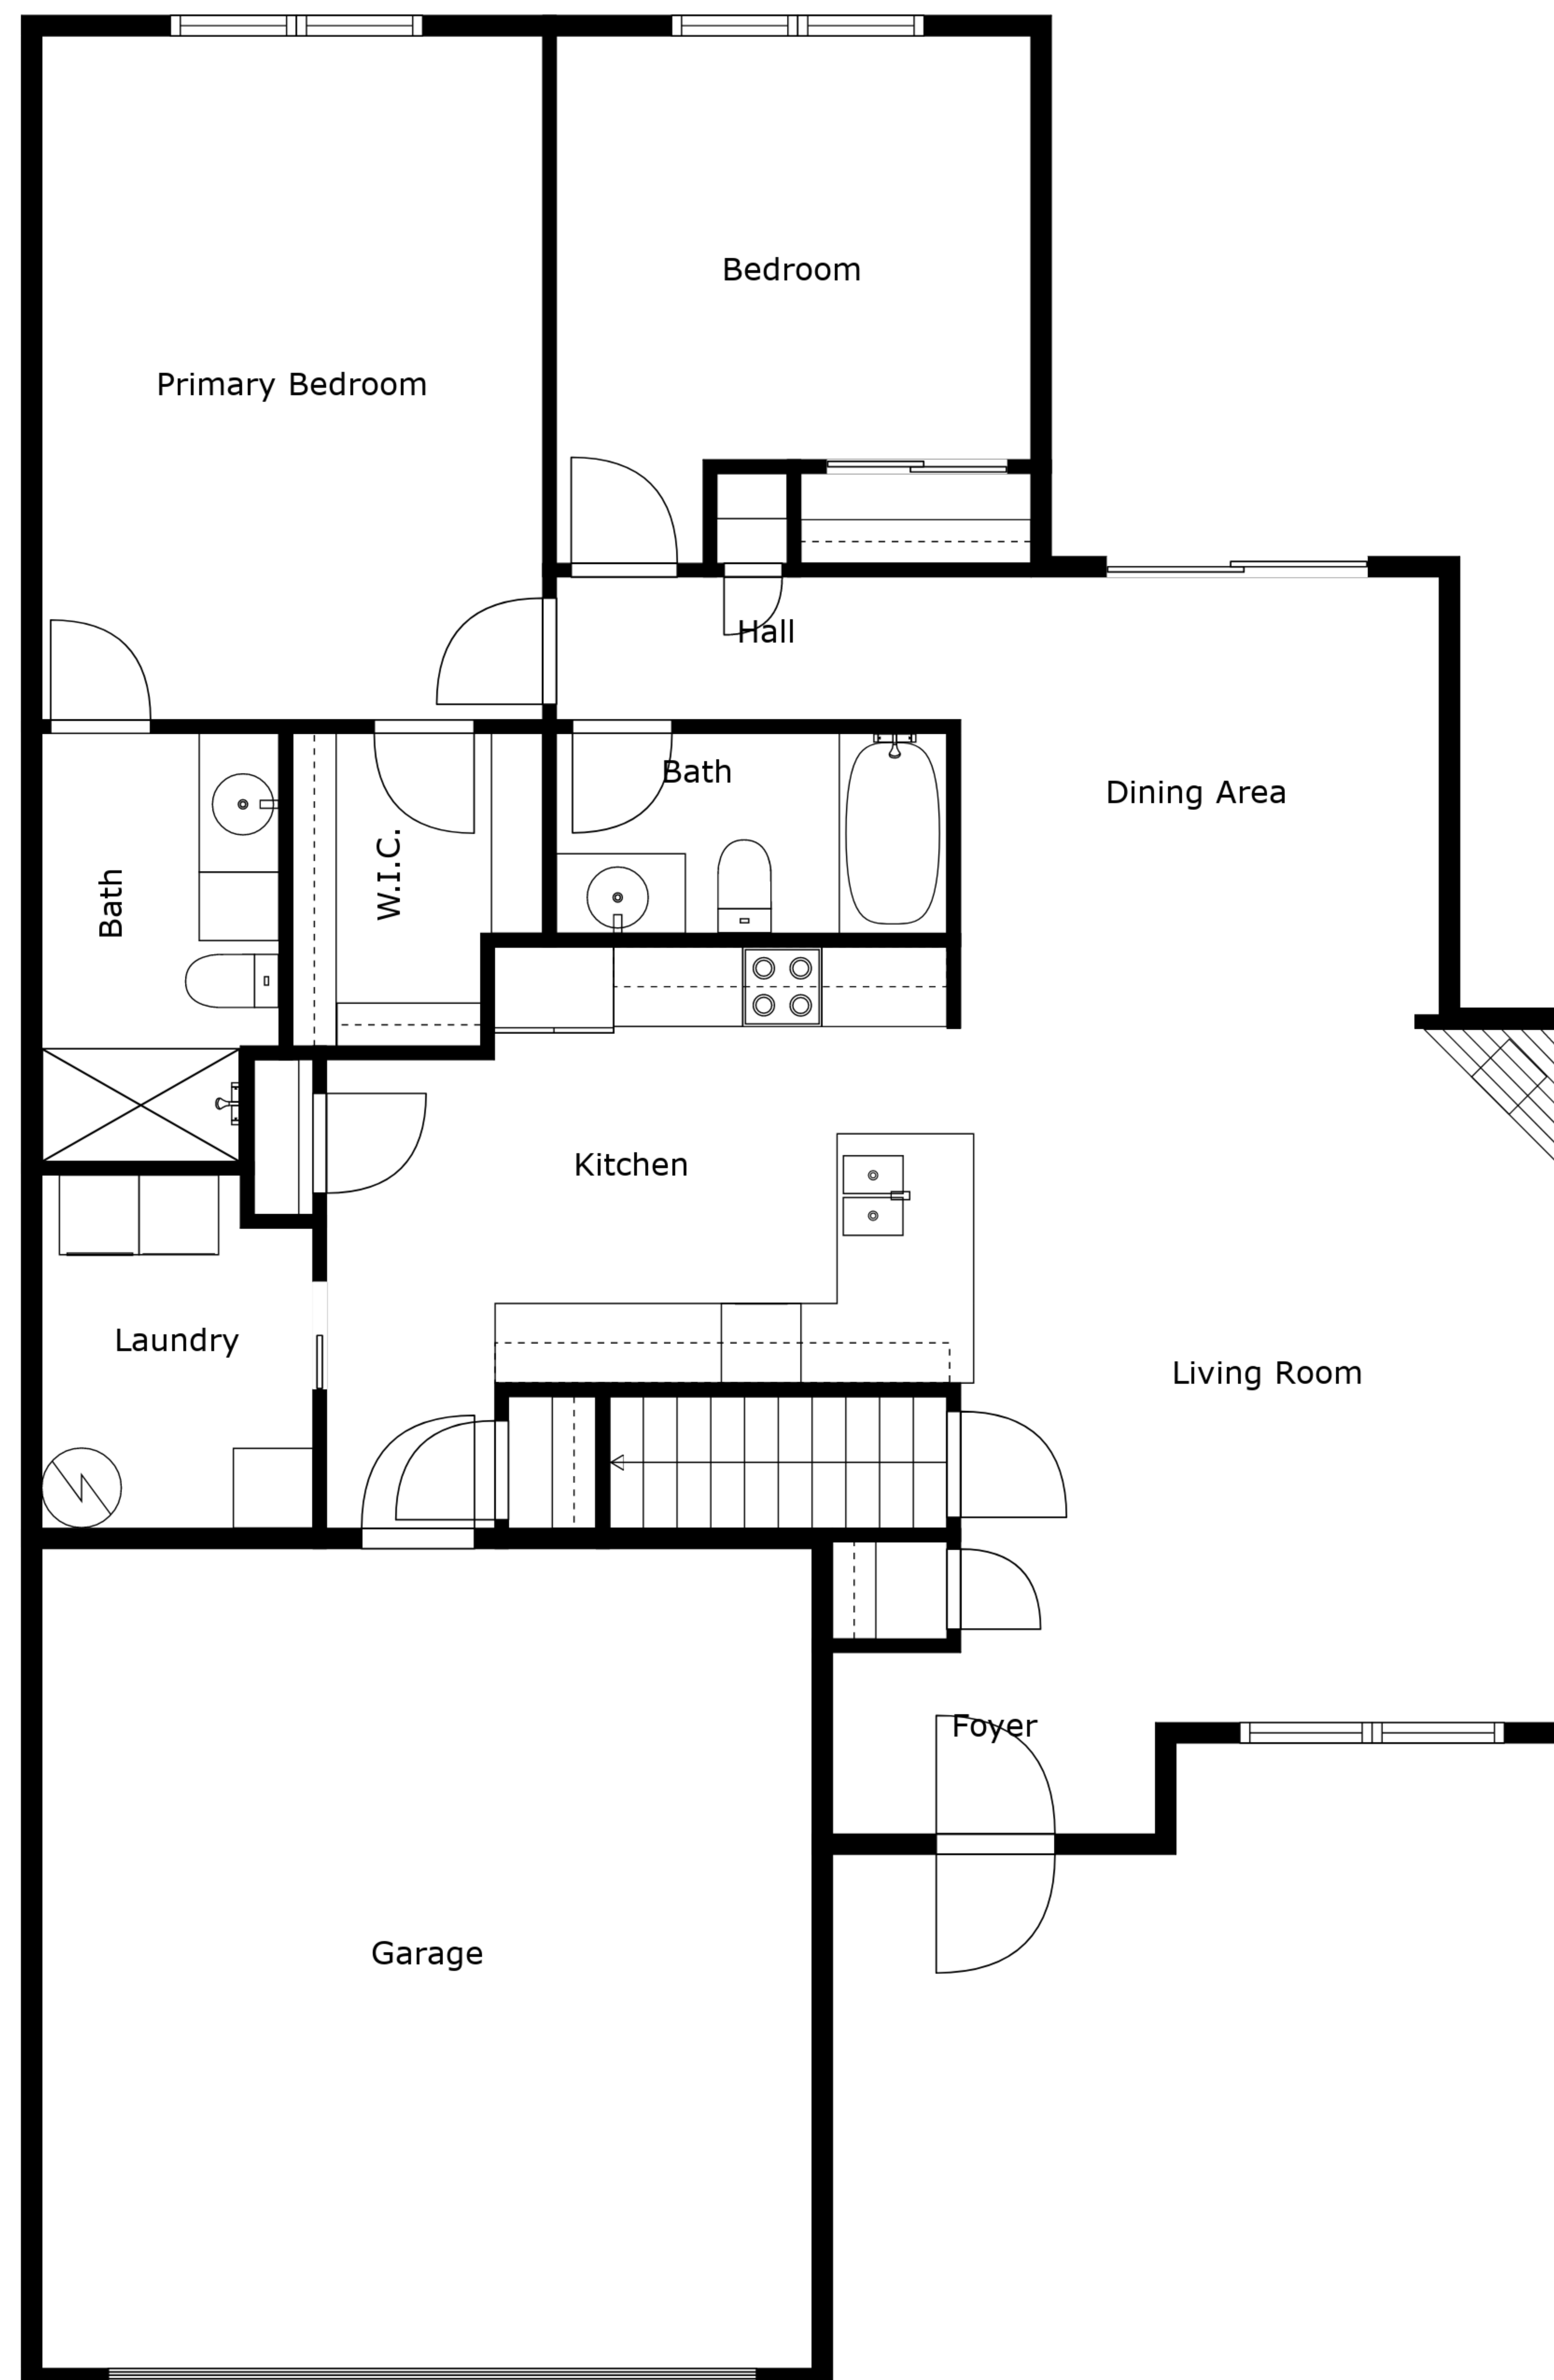 Bedroom
Primary Bedroom
Hall
Bath
Dining Area
W.I.C.
Bath
Kitchen
Laundry
Living Room
Foyer
Garage